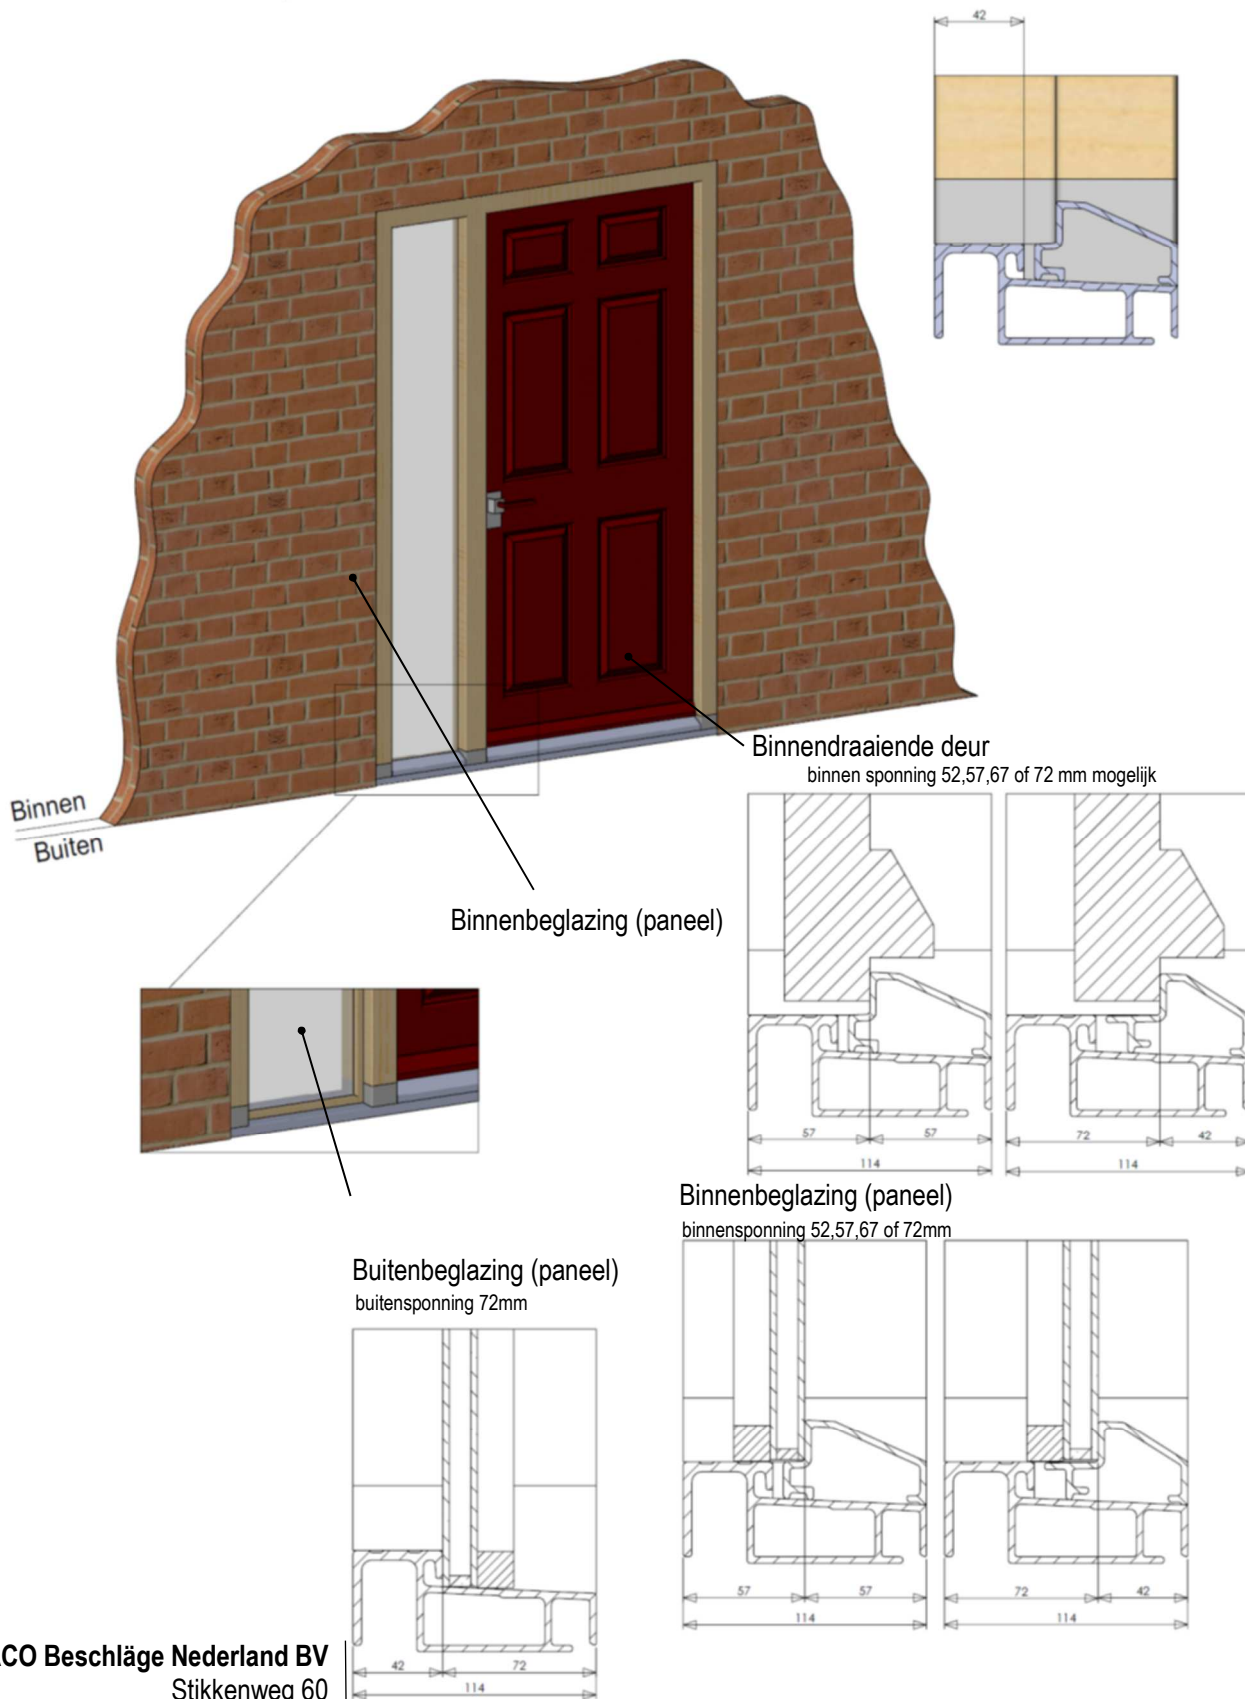 42
Binnen
Buiten
Binnendraaiende deur
binnen sponning 52,57,67 of 72 mm mogelijk
Binnenbeglazing (paneel)
57
57
114
72
42
114
Binnenbeglazing (paneel)
binnensponning 52,57,67 of 72mm
Buitenbeglazing (paneel)
buitensponning 72mm
57
57
114
72
42
114
42
72
114
ACO Beschläge Nederland BV
Stikkenweg 60